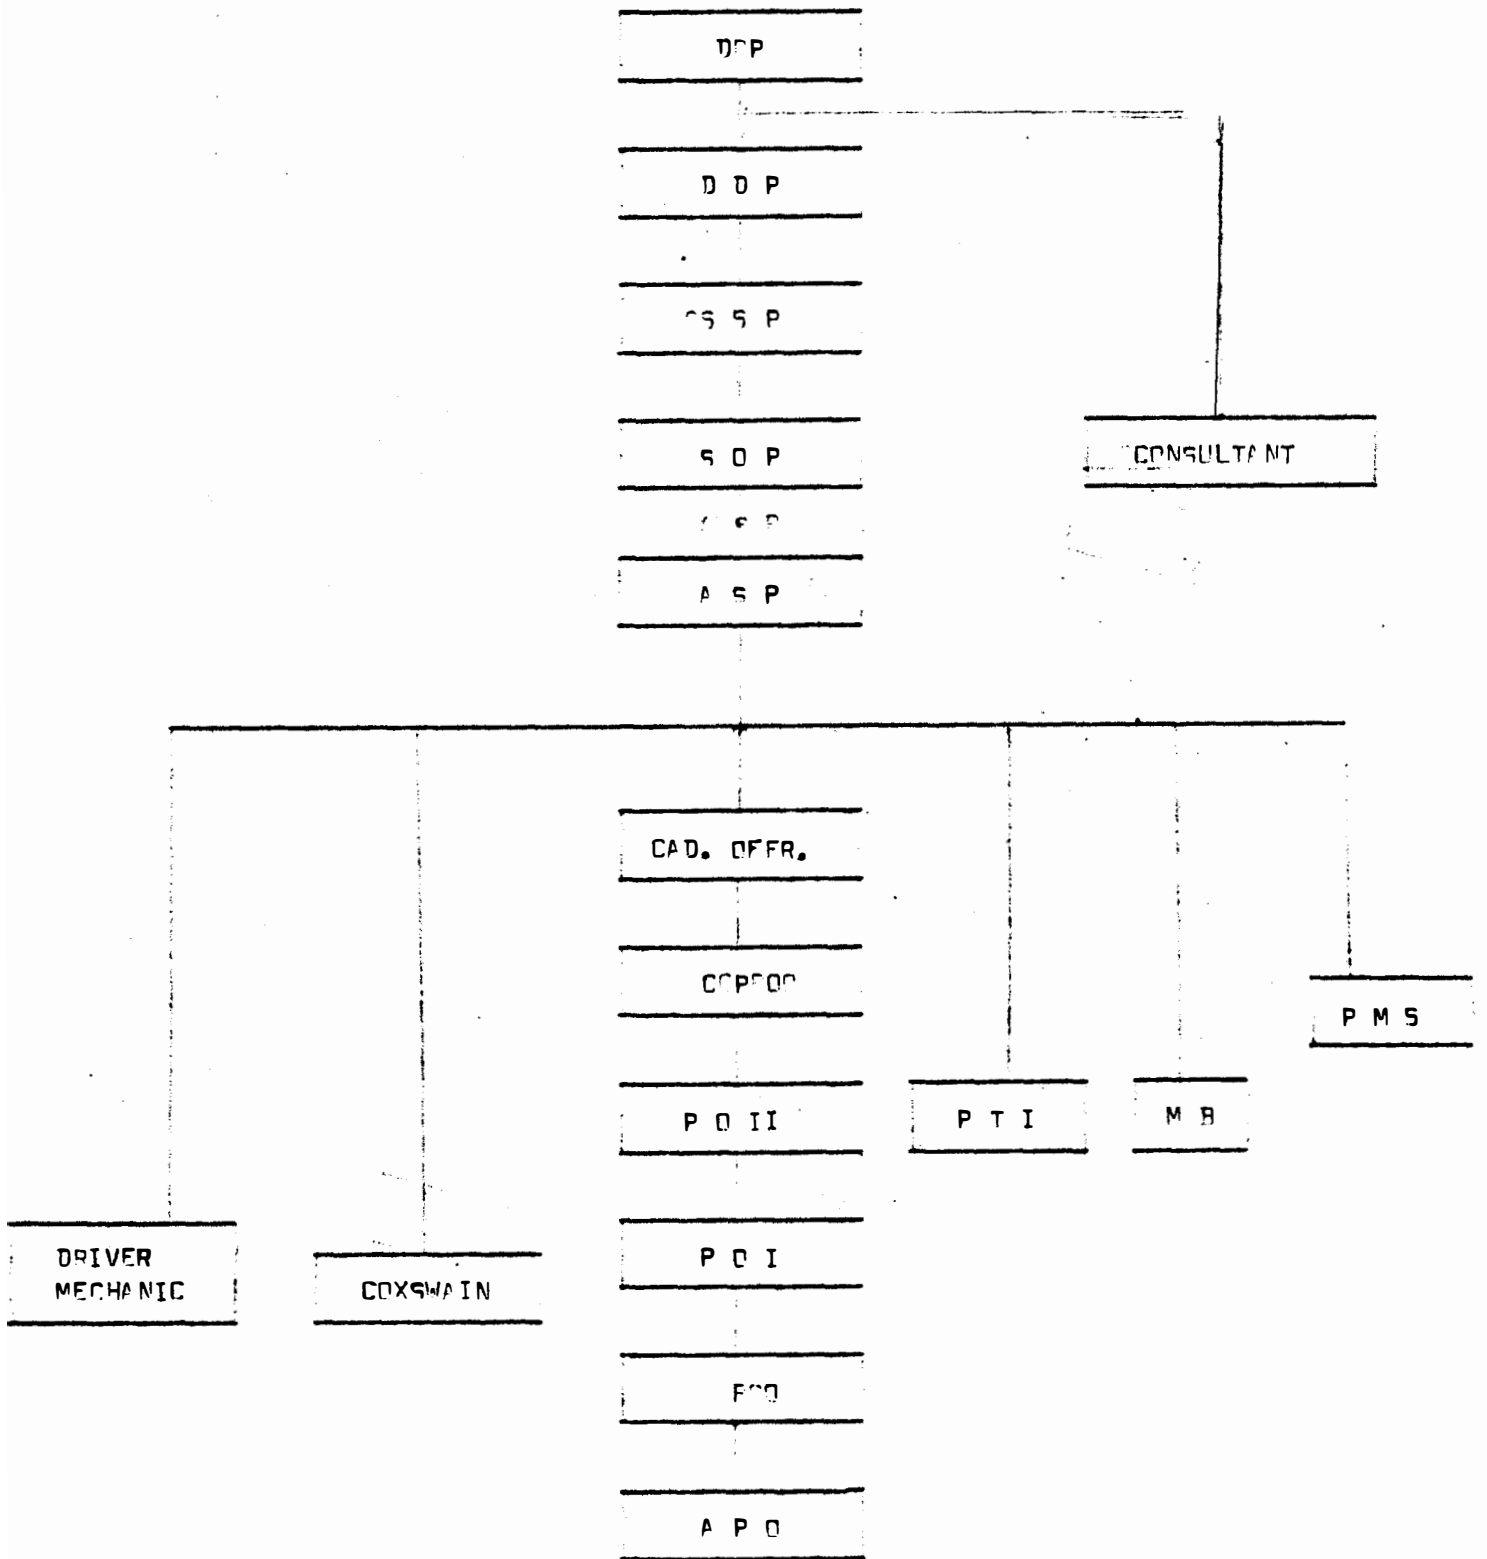 D D P
S O P
CONSULTANT
A S P
CAD. OFFR.
P M S
P O II
P T I
M B
DRIVER
MECHANIC
COXSWAIN
P O I
A P O